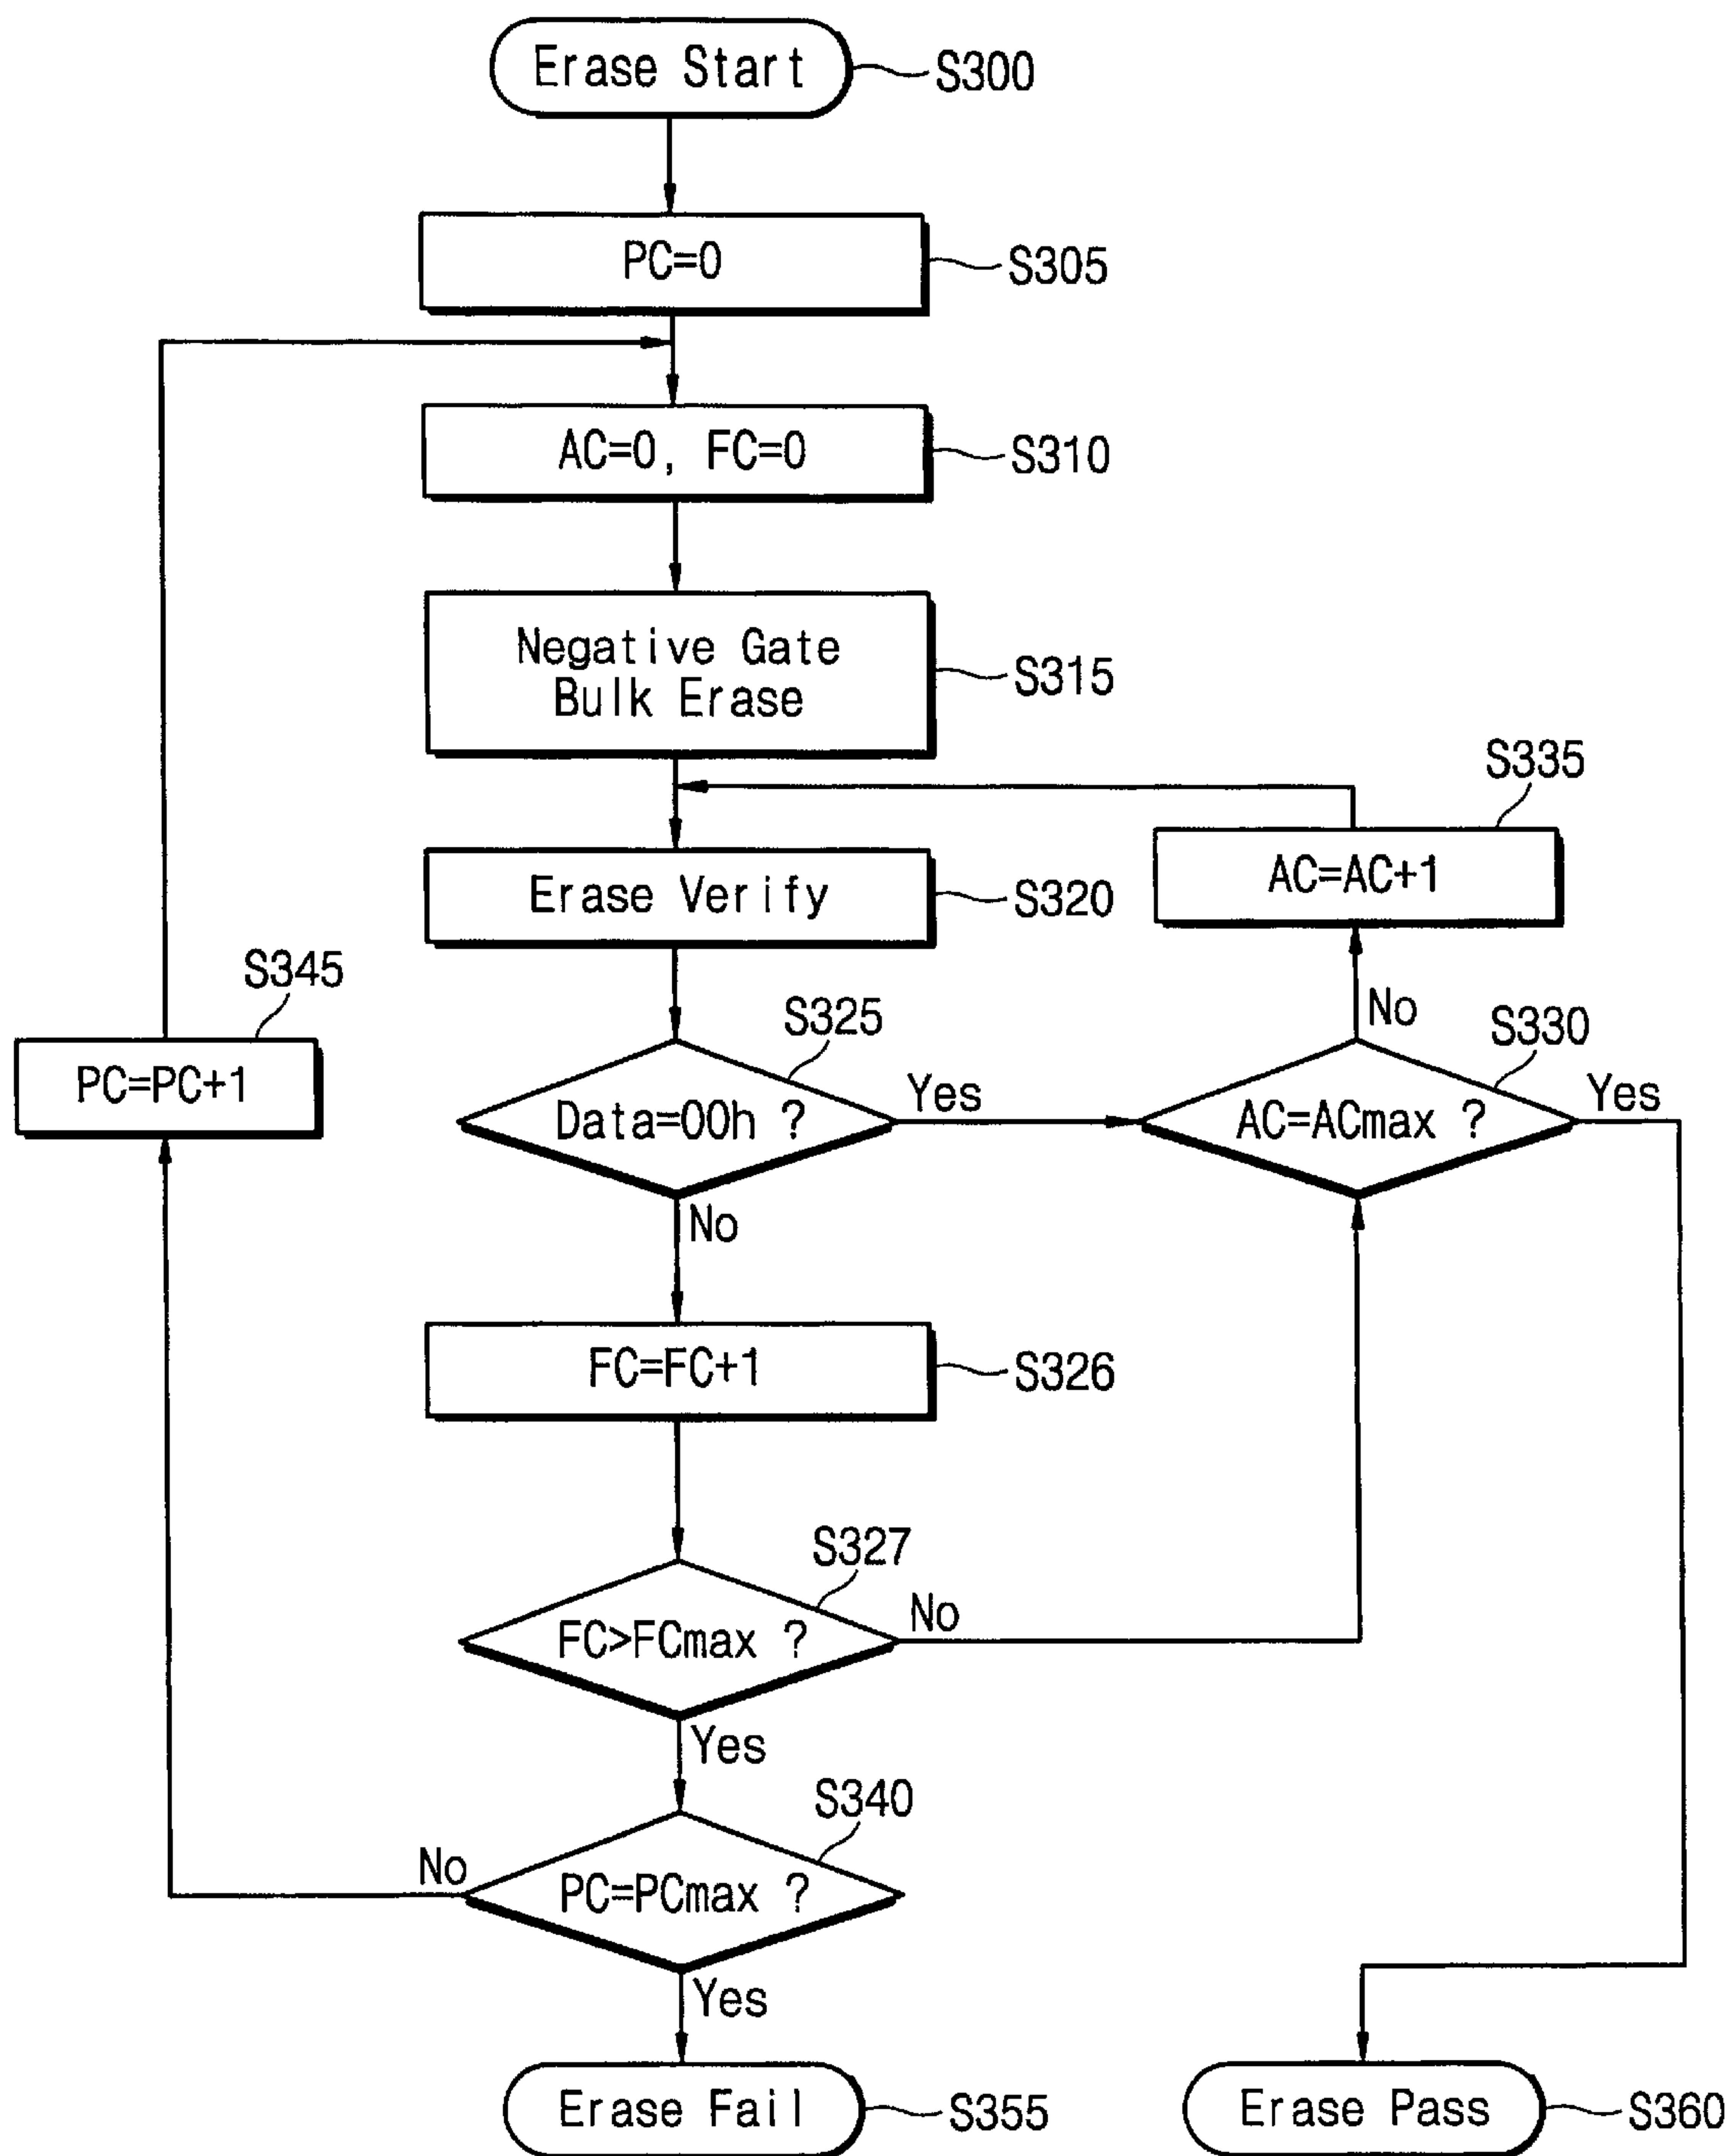 Erase Start
S300
PC=0
S305
AC=0, FC=0
S310
Negative Gate
Bulk Erase
S315
S335
AC=AC+1
Erase Verify
S320
S345
PC=PC+1
S325
Data=00h ?
Yes
No
No
S330
AC=ACmax ?
Yes
FC=FC+1
S326
S327
FC>FCmax ?
No
Yes
S340
No
PC=PCmax ?
Yes
Erase Fail
S355
Erase Pass
S360